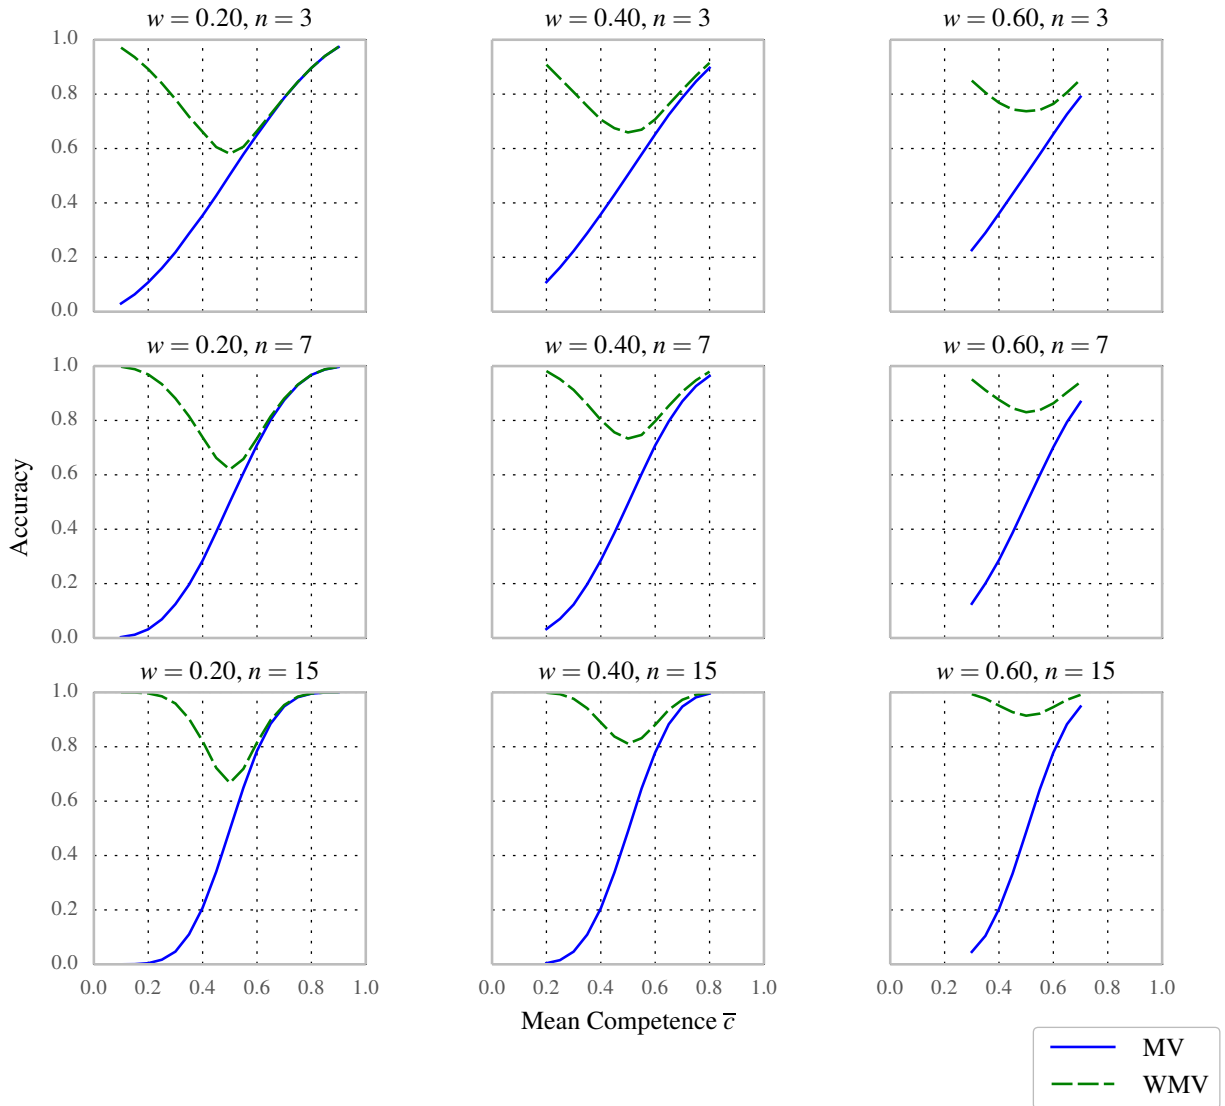 w = 0.20, n = 3
w = 0.40, n = 3
w = 0.60, n = 3
1.0
0.8
0.6
0.4
0.2
0.0
w = 0.20, n = 7
w = 0.40, n = 7
w = 0.60, n = 7
1.0
0.8
0.6
0.4
0.2
0.0
Accuracy
w = 0.20, n = 15
w = 0.40, n = 15
w = 0.60, n = 15
1.0
0.8
0.6
0.4
0.2
0.0
0.0 0.2 0.4 0.6 0.8 1.0
0.0 0.2 0.4 0.6 0.8 1.0
0.0 0.2 0.4 0.6 0.8 1.0
Mean Competence c̅
MV
WMV